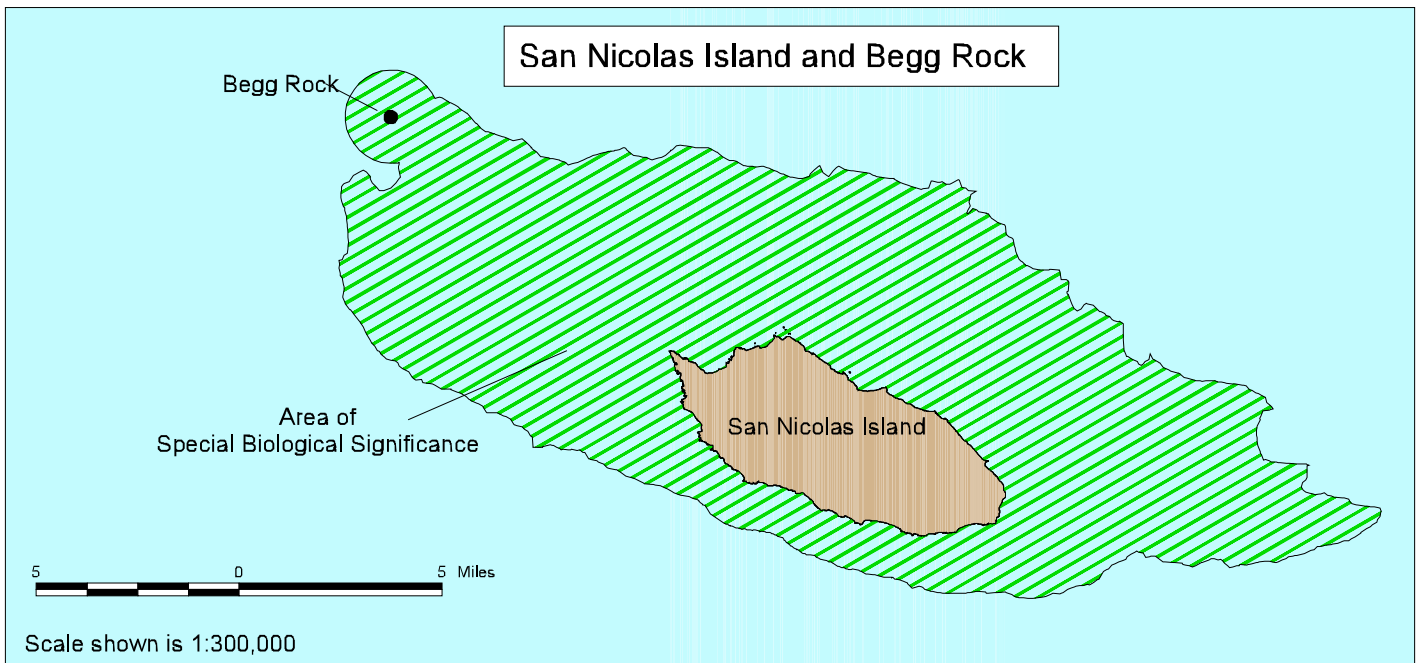 San Nicolas Island and Begg Rock
Begg Rock
Area of
Special Biological Significance
San Nicolas Island
5 0 5 Miles
Scale shown is 1:300,000